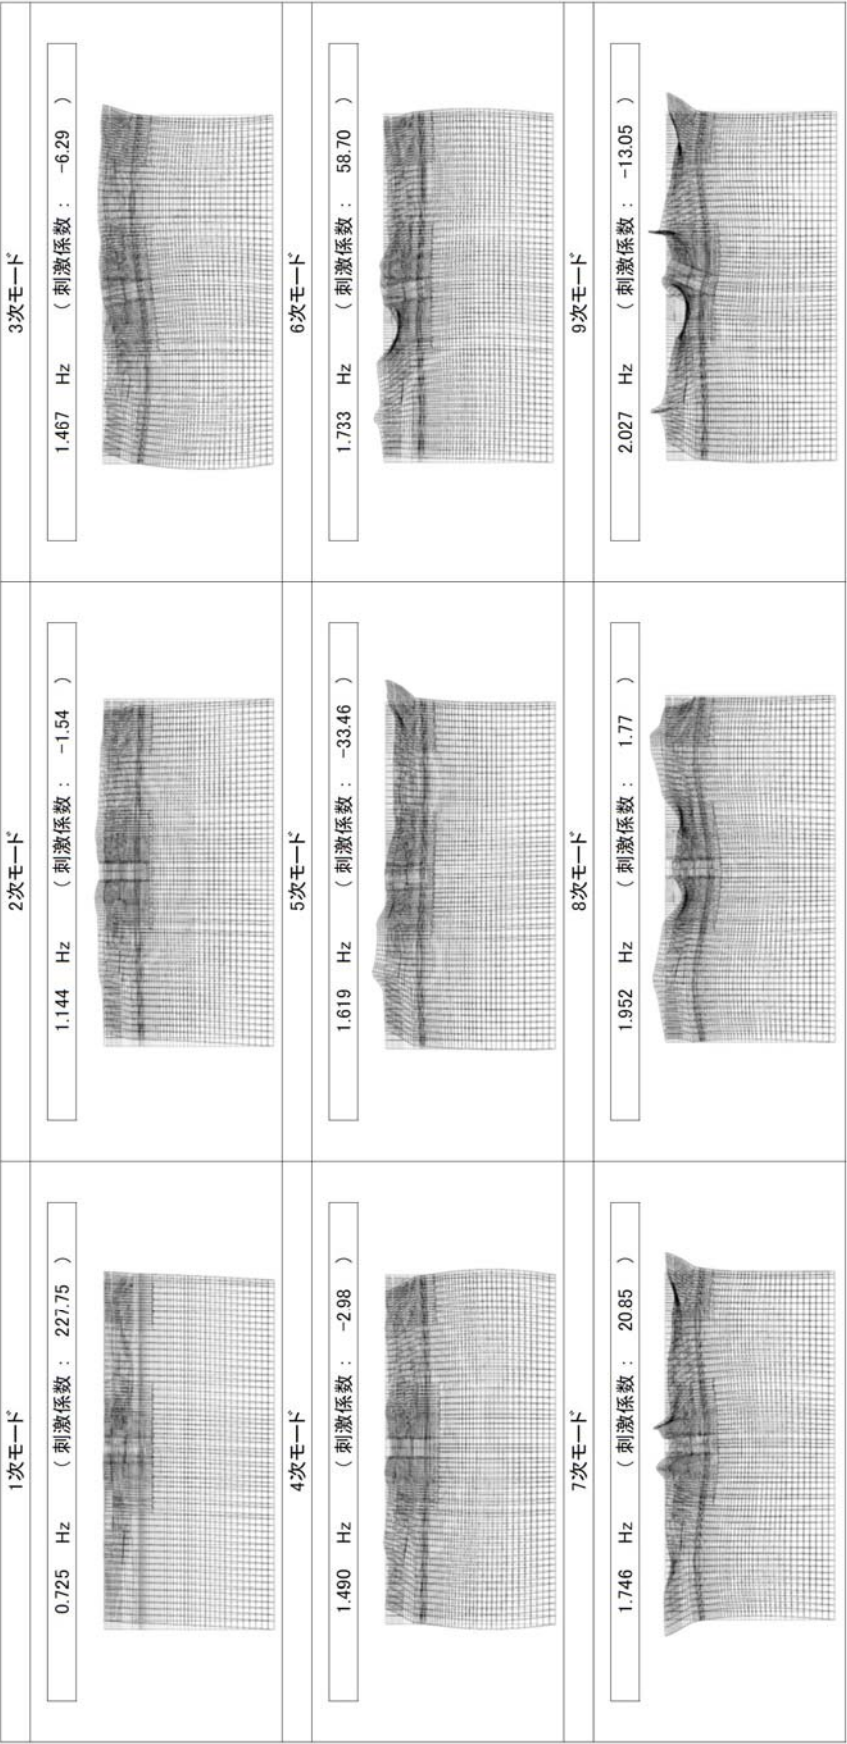 1次モード
0.725 Hz （ 刺激係数 ： 227.75 ）
2次モード
1.144 Hz （ 刺激係数 ： -1.54 ）
3次モード
1.467 Hz （ 刺激係数 ： -6.29 ）
4次モード
1.490 Hz （ 刺激係数 ： -2.98 ）
5次モード
1.619 Hz （ 刺激係数 ： -33.46 ）
6次モード
1.733 Hz （ 刺激係数 ： 58.70 ）
7次モード
1.746 Hz （ 刺激係数 ： 20.85 ）
8次モード
1.952 Hz （ 刺激係数 ： 1.77 ）
9次モード
2.027 Hz （ 刺激係数 ： -13.05 ）